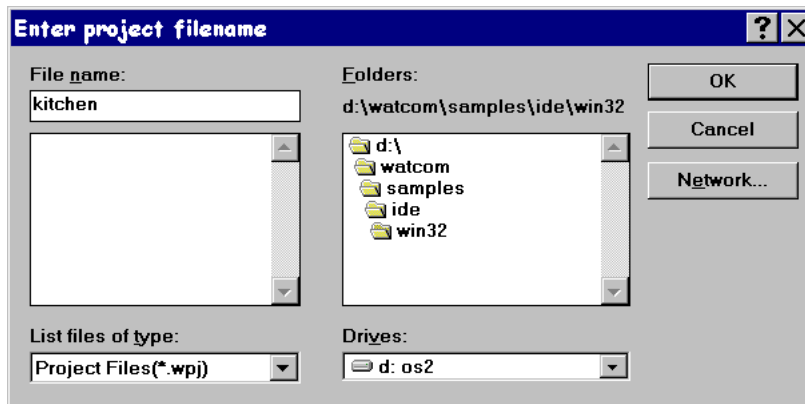 Enter project filename
File name:
kitchen
Folders:
d:\watcom\samples\ide\win32
d:\
watcom
samples
ide
win32
OK
Cancel
Network...
List files of type:
Project Files(*.wpj)
Drives:
d: os2